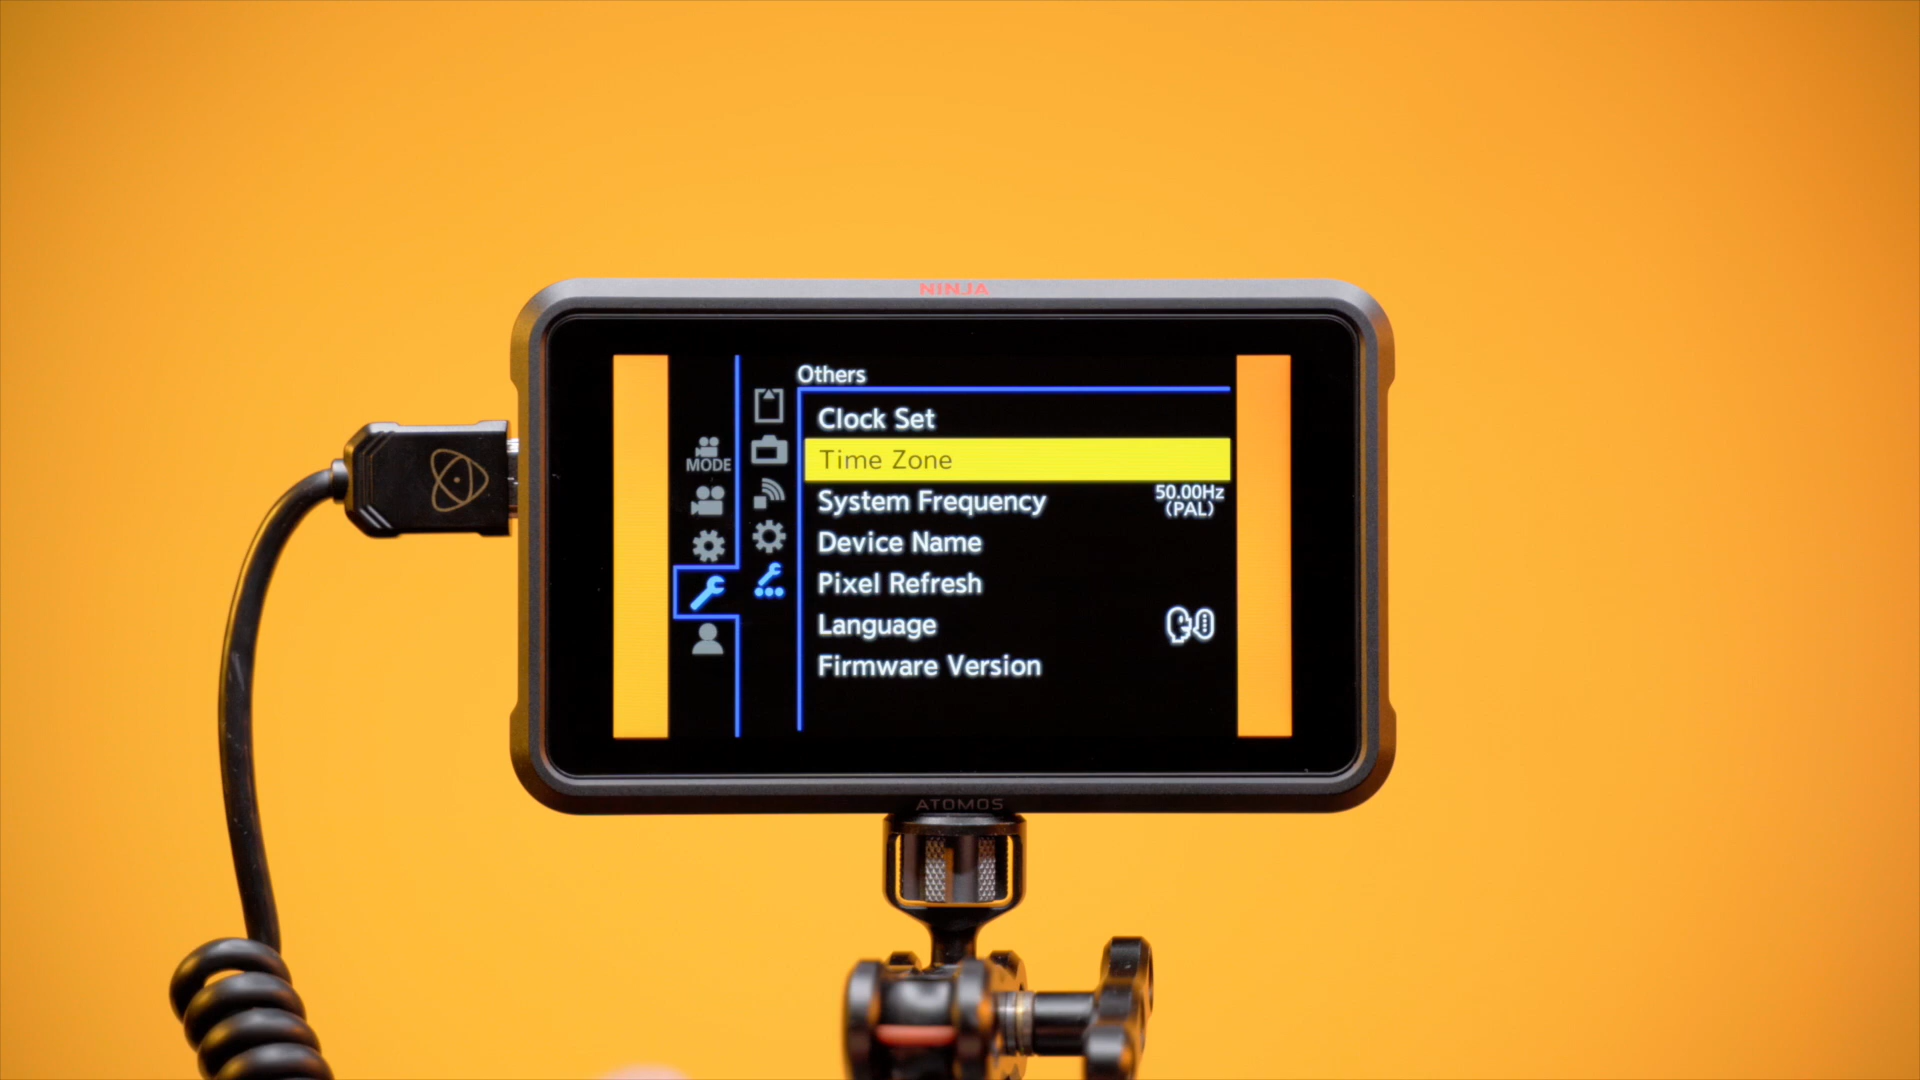 NINJA
Others
Clock Set
Time Zone
System Frequency 50.00Hz (PAL)
Device Name
Pixel Refresh
Language
Firmware Version
MODE
ATOMOS